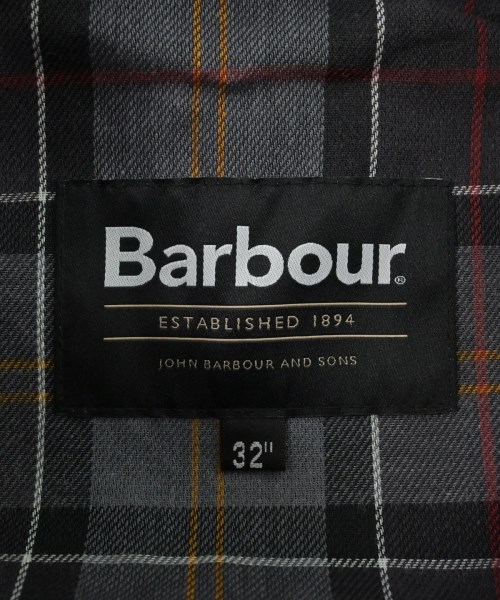 Barbour®
ESTABLISHED 1894
JOHN BARBOUR AND SONS
32"